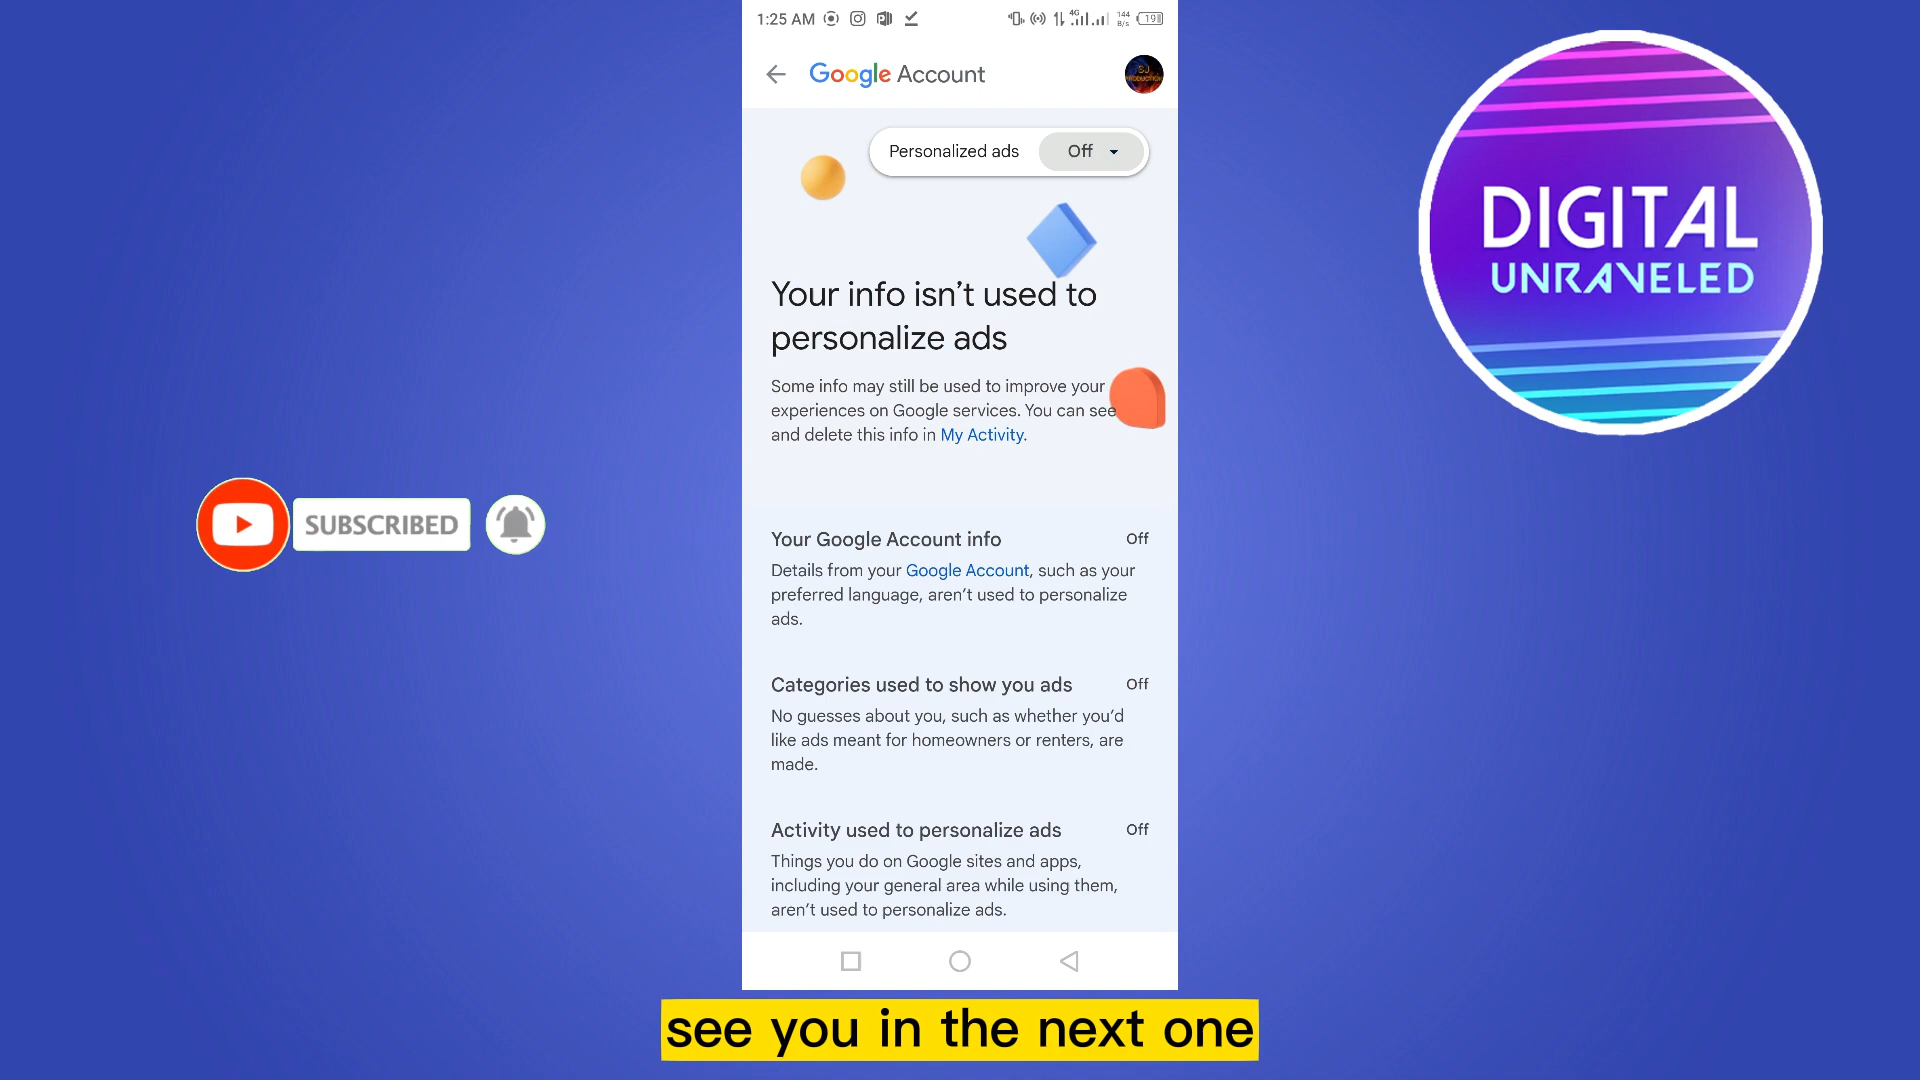 1:25 AM
4G
144
B/s
19
Google Account
SJ
PRODUCTION
Personalized ads
Off
DIGITAL
UNRAVELED
Your info isn’t used to
personalize ads
Some info may still be used to improve your
experiences on Google services. You can see
and delete this info in My Activity.
SUBSCRIBED
Your Google Account info
Off
Details from your Google Account, such as your
preferred language, aren’t used to personalize
ads.
Categories used to show you ads
Off
No guesses about you, such as whether you’d
like ads meant for homeowners or renters, are
made.
Activity used to personalize ads
Off
Things you do on Google sites and apps,
including your general area while using them,
aren’t used to personalize ads.
see you in the next one